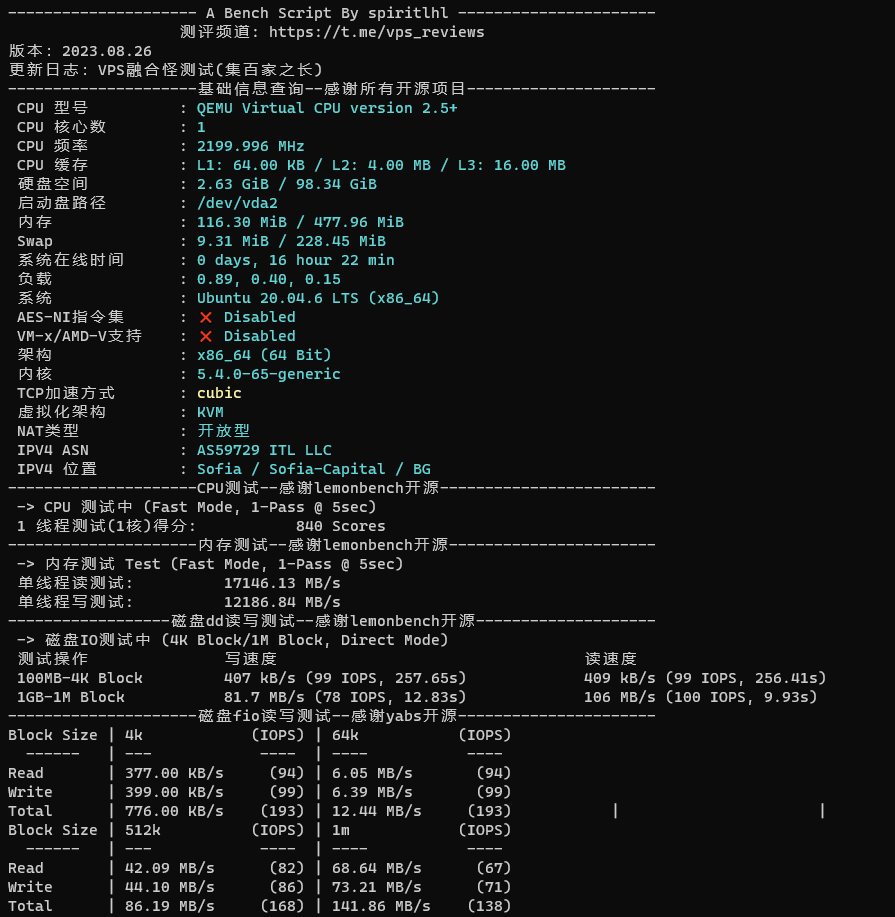 --------------------- A Bench Script By spiritlhl ----------------------
测评频道: https://t.me/vps_reviews
版本: 2023.08.26
更新日志: VPS融合怪测试(集百家之长)
---------------------基础信息查询--感谢所有开源项目---------------------
CPU 型号 : QEMU Virtual CPU version 2.5+
CPU 核心数 : 1
CPU 频率 : 2199.996 MHz
CPU 缓存 : L1: 64.00 KB / L2: 4.00 MB / L3: 16.00 MB
硬盘空间 : 2.63 GiB / 98.34 GiB
启动盘路径 : /dev/vda2
内存 : 116.30 MiB / 477.96 MiB
Swap : 9.31 MiB / 228.45 MiB
系统在线时间 : 0 days, 16 hour 22 min
负载 : 0.89, 0.40, 0.15
系统 : Ubuntu 20.04.6 LTS (x86_64)
AES-NI指令集 : ❌ Disabled
VM-x/AMD-V支持 : ❌ Disabled
架构 : x86_64 (64 Bit)
内核 : 5.4.0-65-generic
TCP加速方式 : cubic
虚拟化架构 : KVM
NAT类型 : 开放型
IPV4 ASN : AS59729 ITL LLC
IPV4 位置 : Sofia / Sofia-Capital / BG
---------------------CPU测试--感谢lemonbench开源------------------------
-> CPU 测试中 (Fast Mode, 1-Pass @ 5sec)
1 线程测试(1核)得分: 840 Scores
---------------------内存测试--感谢lemonbench开源-----------------------
-> 内存测试 Test (Fast Mode, 1-Pass @ 5sec)
单线程读测试: 17146.13 MB/s
单线程写测试: 12186.84 MB/s
------------------磁盘dd读写测试--感谢lemonbench开源--------------------
-> 磁盘IO测试中 (4K Block/1M Block, Direct Mode)
测试操作 写速度 读速度
100MB-4K Block 407 kB/s (99 IOPS, 257.65s) 409 kB/s (99 IOPS, 256.41s)
1GB-1M Block 81.7 MB/s (78 IOPS, 12.83s) 106 MB/s (100 IOPS, 9.93s)
---------------------磁盘fio读写测试--感谢yabs开源----------------------
Block Size | 4k (IOPS) | 64k (IOPS)
------ | --- ---- | ---- ----
Read | 377.00 KB/s (94) | 6.05 MB/s (94)
Write | 399.00 KB/s (99) | 6.39 MB/s (99)
Total | 776.00 KB/s (193) | 12.44 MB/s (193) | |
Block Size | 512k (IOPS) | 1m (IOPS)
------ | --- ---- | ---- ----
Read | 42.09 MB/s (82) | 68.64 MB/s (67)
Write | 44.10 MB/s (86) | 73.21 MB/s (71)
Total | 86.19 MB/s (168) | 141.86 MB/s (138)